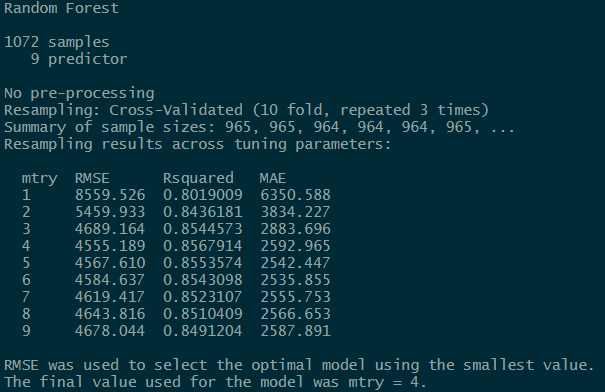 Random Forest
1072 samples
9 predictor
No pre-processing
Resampling: Cross-Validated (10 fold, repeated 3 times)
Summary of sample sizes: 965, 965, 964, 964, 964, 965, ...
Resampling results across tuning parameters:
mtry  RMSE      Rsquared   MAE
1     8559.526  0.8019009  6350.588
2     5459.933  0.8436181  3834.227
3     4689.164  0.8544573  2883.696
4     4555.189  0.8567914  2592.965
5     4567.610  0.8553574  2542.447
6     4584.637  0.8543098  2535.855
7     4619.417  0.8523107  2555.753
8     4643.816  0.8510409  2566.653
9     4678.044  0.8491204  2587.891
RMSE was used to select the optimal model using the smallest value.
The final value used for the model was mtry = 4.